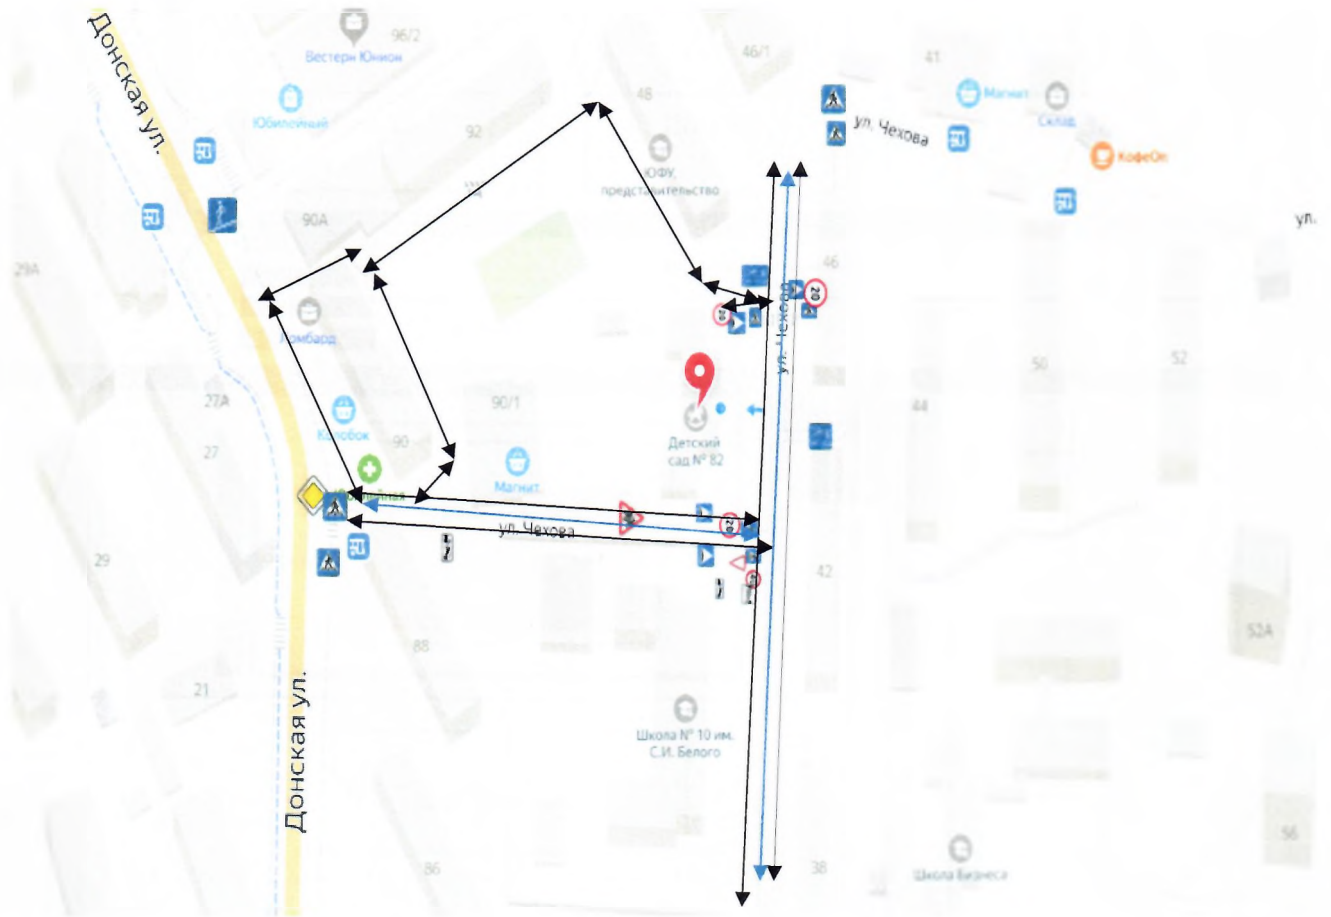 Донская ул.
96/2
Вестерн Юнион
46/1
41
Магнит
Склад
Юбилейный
48
92
ул. Чехова
КофеОн
ЮФУ,
представительство
90А
ул.
29А
46
20
20
ул. Чехова
Ломбард
50
52
27А
90/1
44
Колобок
90
Детский
сад № 82
27
Магнит
20
ул. Чехова
29
42
88
52А
21
Донская ул.
Школа № 10 им.
С.И. Белого
56
86
38
Школа Бизнеса